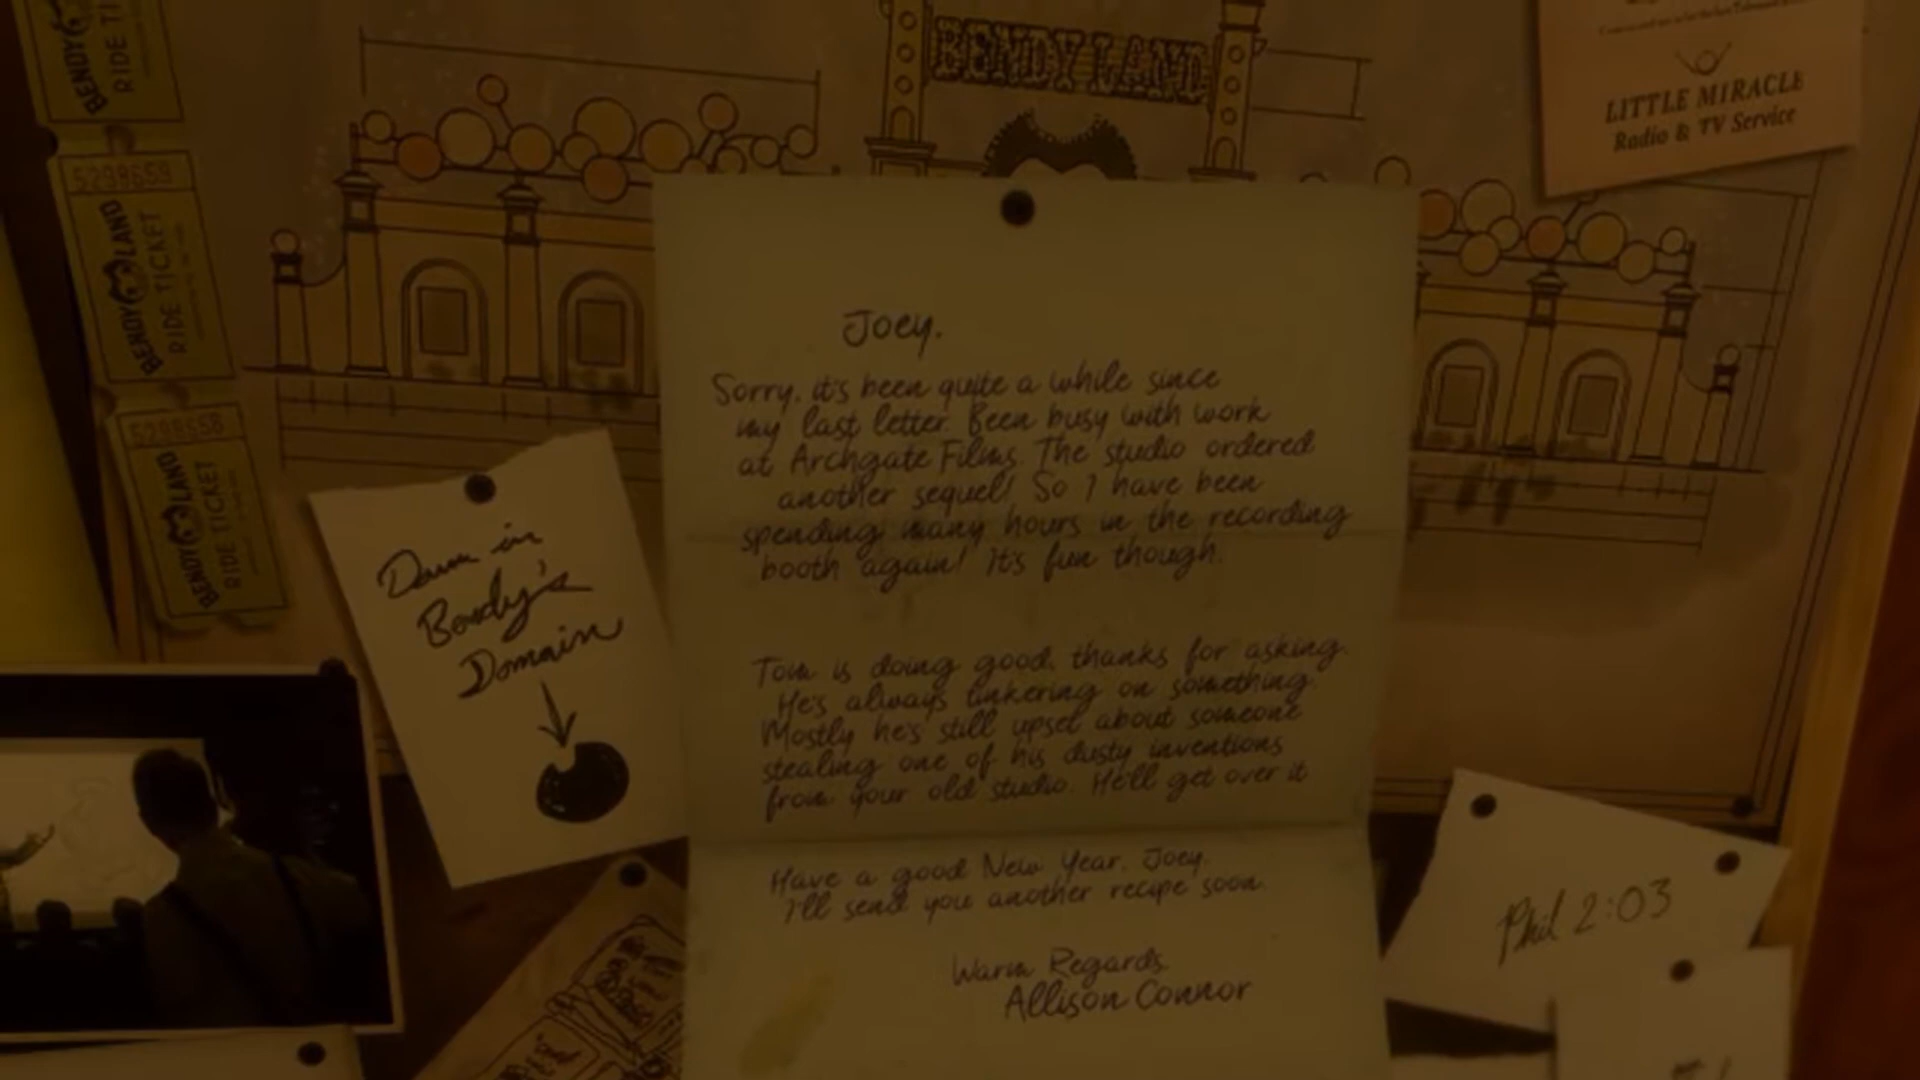 BENDY
RIDE TI
5298659
BENDY LAND
RIDE TICKET
5298658
BENDY LAND
RIDE TICKET
BENDY LAND
LITTLE MIRACLE
Radio & TV Service
Down in
Bendy's
Domain
Joey.
Sorry, it's been quite a while since
my last letter. Been busy with work
at Archgate Films. The studio ordered
another sequel! So I have been
spending many hours in the recording
booth again! It's fun though.
Tom is doing good, thanks for asking.
He's always tinkering on something.
Mostly he's still upset about someone
stealing one of his dusty inventions
from your old studio. He'll get over it
Have a good New Year, Joey.
I'll send you another recipe soon.
Warm Regards,
Allison Connor
Phil 2:03